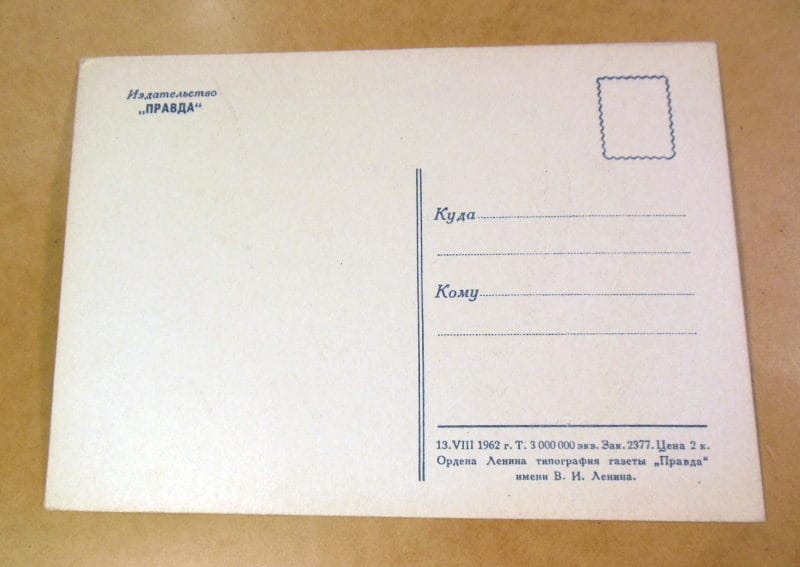 Издательство
„ПРАВДА“
Куда
Кому
13.VIII 1962 г. Т. 3 000 000 экз. Зак. 2377. Цена 2 к.
Ордена Ленина типография газеты „Правда“
имени В. И. Ленина.